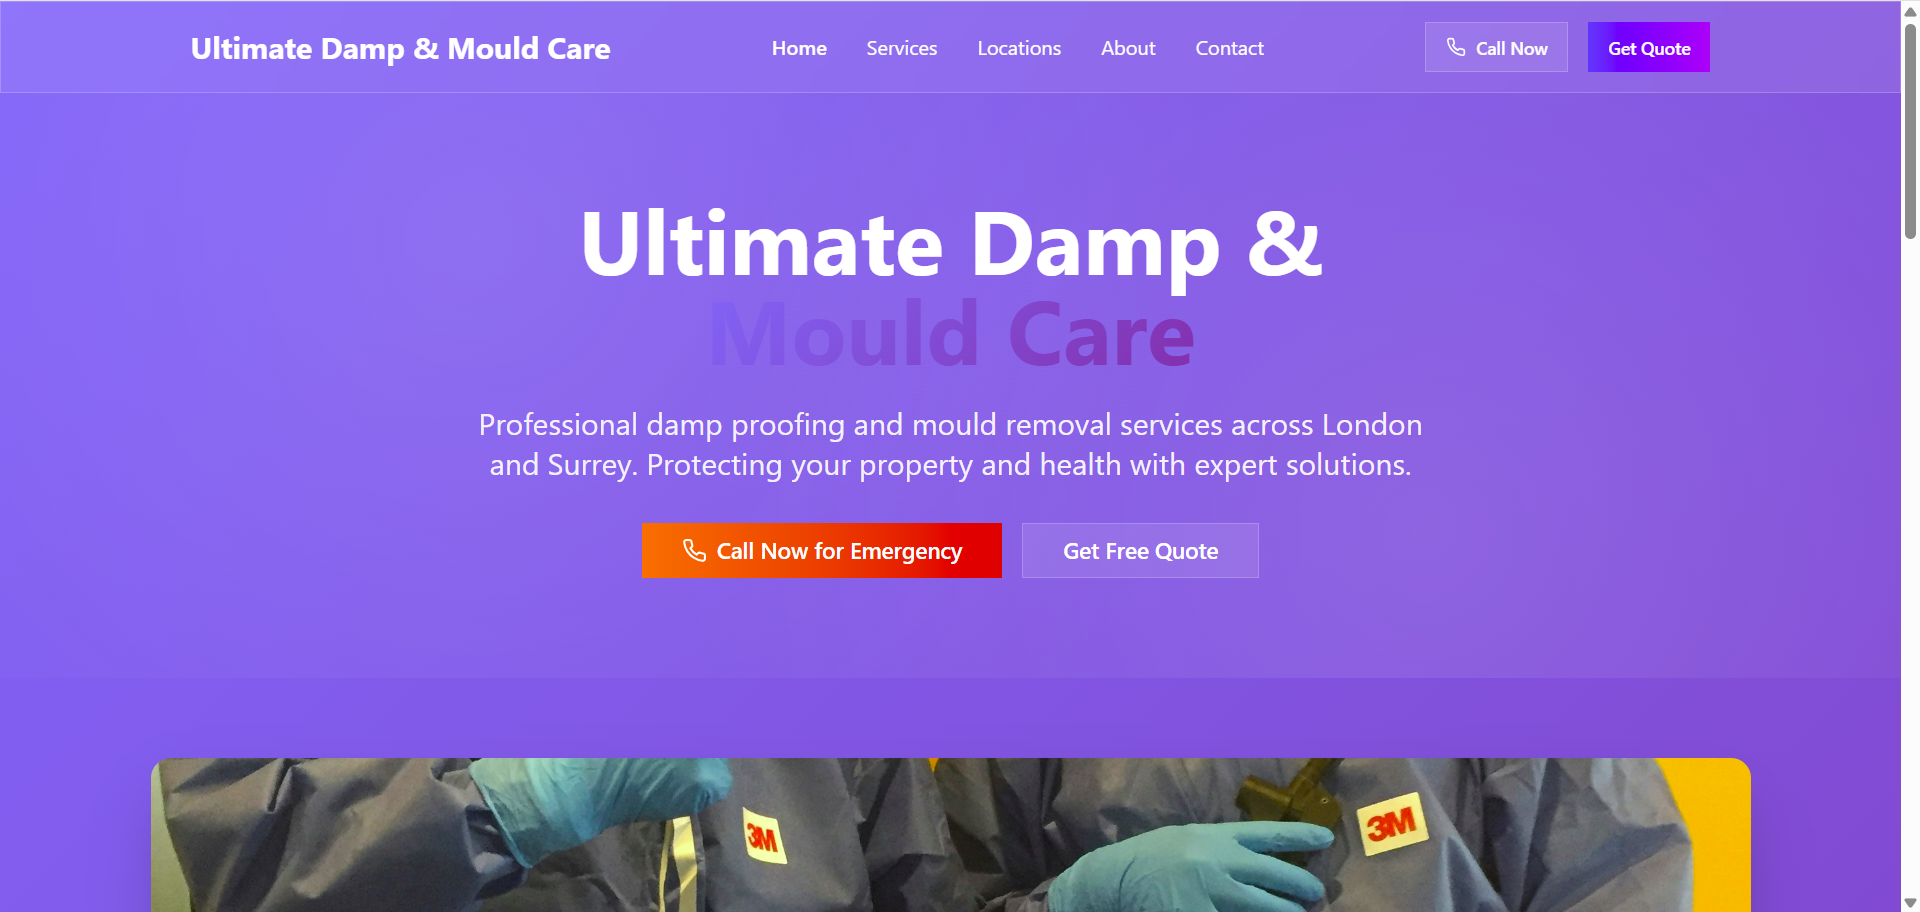 Ultimate Damp & Mould Care
Home
Services
Locations
About
Contact
Call Now
Get Quote
Ultimate Damp &
Mould Care
Professional damp proofing and mould removal services across London
and Surrey. Protecting your property and health with expert solutions.
Call Now for Emergency
Get Free Quote
3M
3M